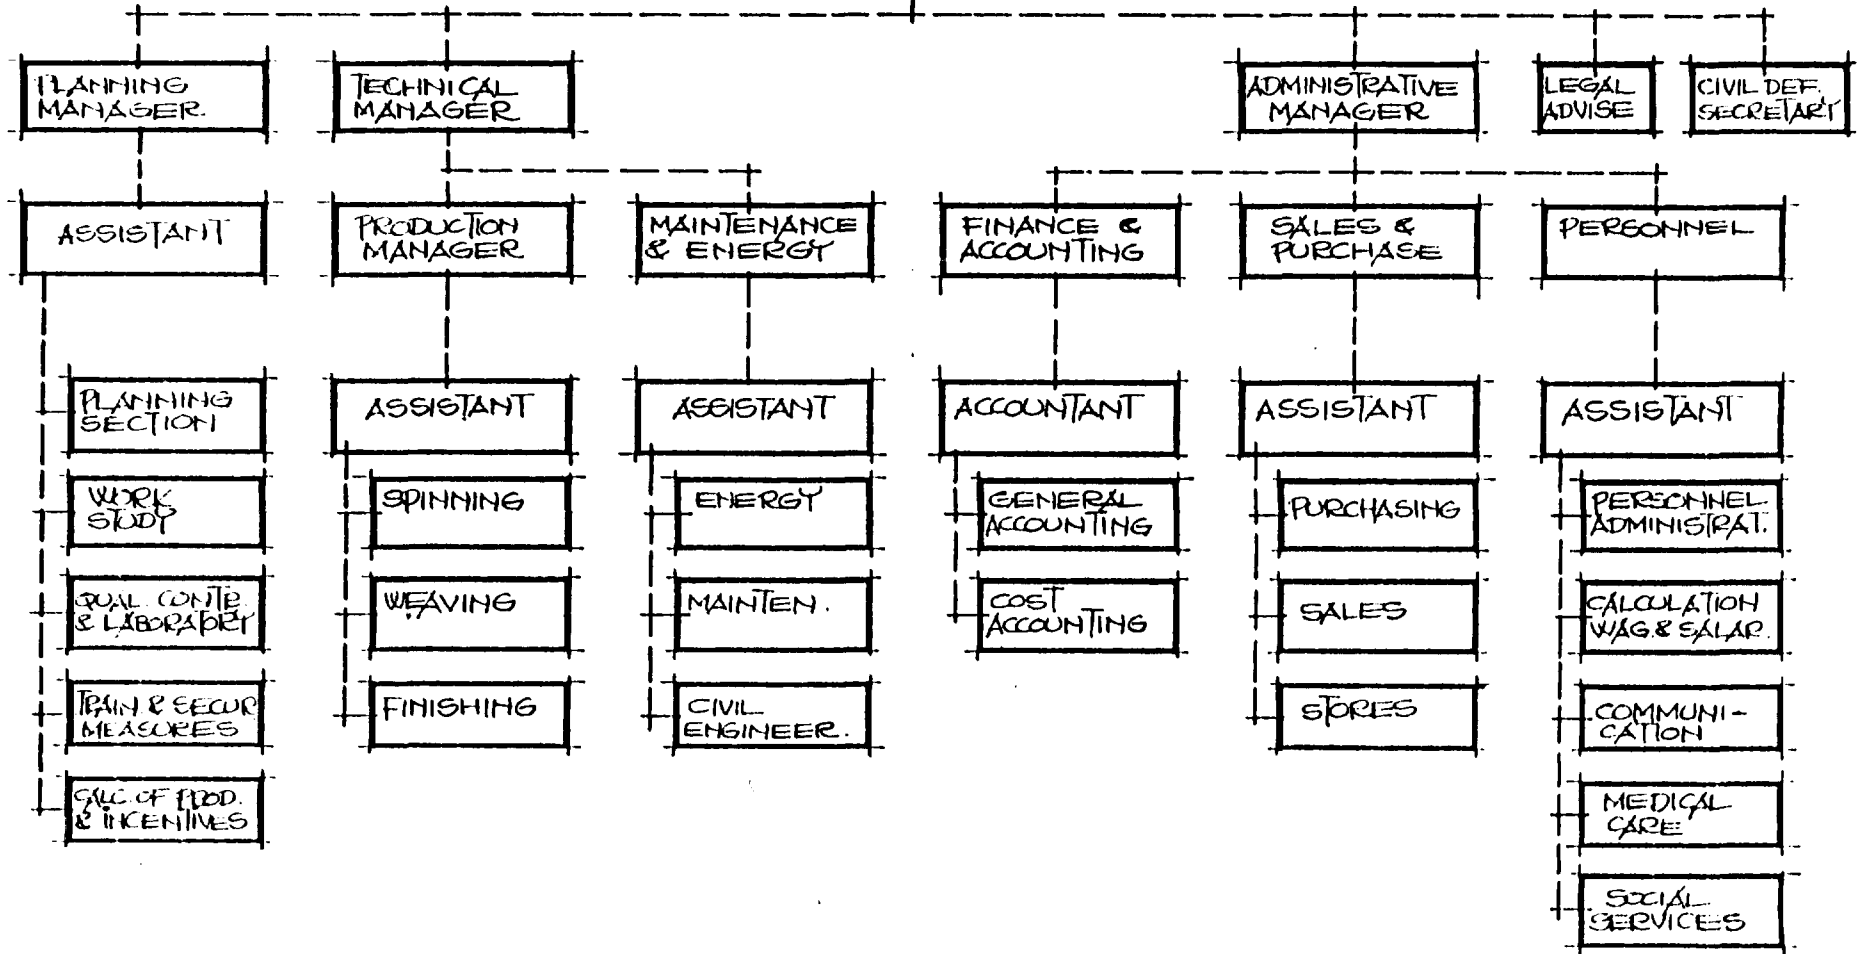 PLANNING
MANAGER.
TECHNICAL
MANAGER
ADMINISTRATIVE
MANAGER
LEGAL
ADVISE
CIVIL DEF.
SECRETARY
ASSISTANT
PRODUCTION
MANAGER
MAINTENANCE
& ENERGY
FINANCE &
ACCOUNTING
SALES &
PURCHASE
PERSONNEL
PLANNING
SECTION
ASSISTANT
ASSISTANT
ACCOUNTANT
ASSISTANT
ASSISTANT
WORK
STUDY
SPINNING
ENERGY
GENERAL
ACCOUNTING
PURCHASING
PERSONNEL
ADMINISTRAT.
QUAL. CONTR.
& LABORATORY
WEAVING
MAINTEN.
COST
ACCOUNTING
SALES
CALCULATION
WAG. & SALAR.
TRAIN & SECUR
MEASURES
FINISHING
CIVIL
ENGINEER.
STORES
COMMUNI-
CATION
CALC. OF PROD.
& INCENTIVES
MEDICAL
CARE
SOCIAL
SERVICES